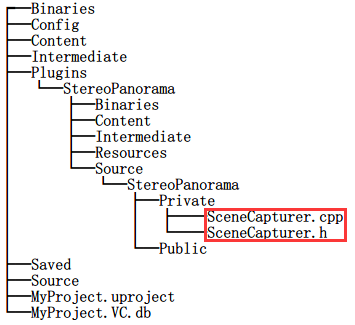 Binaries
Config
Content
Intermediate
Plugins
StereoPanorama
Binaries
Content
Intermediate
Resources
Source
StereoPanorama
Private
SceneCapturer.cpp
SceneCapturer.h
Public
Saved
Source
MyProject.uproject
MyProject.VC.db